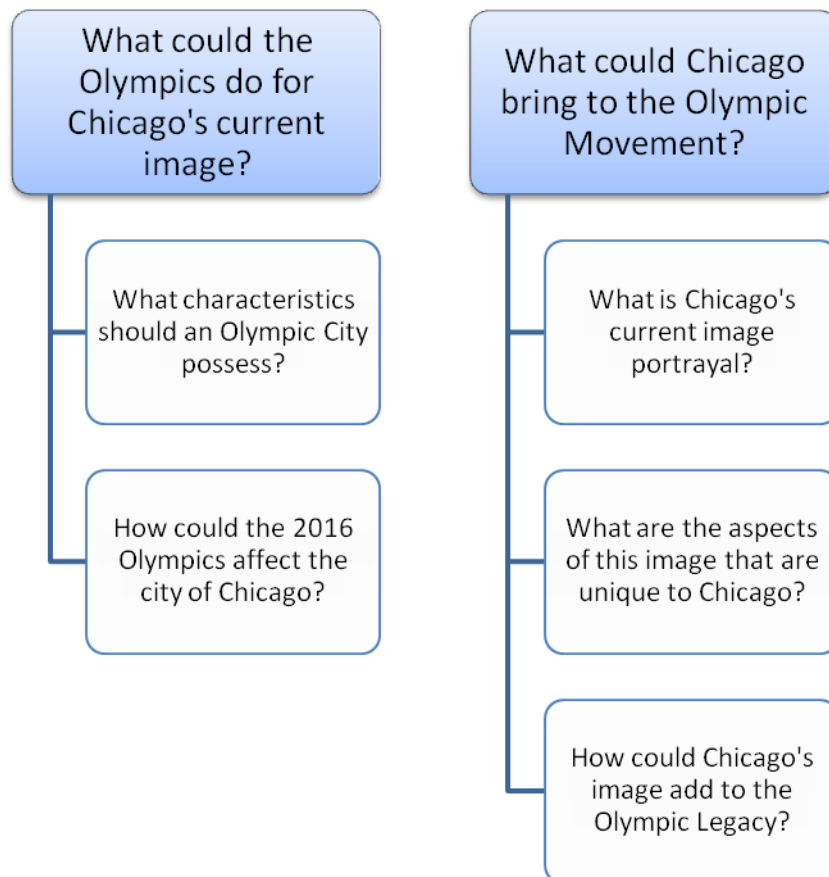 What could the
Olympics do for
Chicago's current
image?
What characteristics
should an Olympic City
possess?
How could the 2016
Olympics affect the
city of Chicago?
What could Chicago
bring to the Olympic
Movement?
What is Chicago's
current image
portrayal?
What are the aspects
of this image that are
unique to Chicago?
How could Chicago's
image add to the
Olympic Legacy?